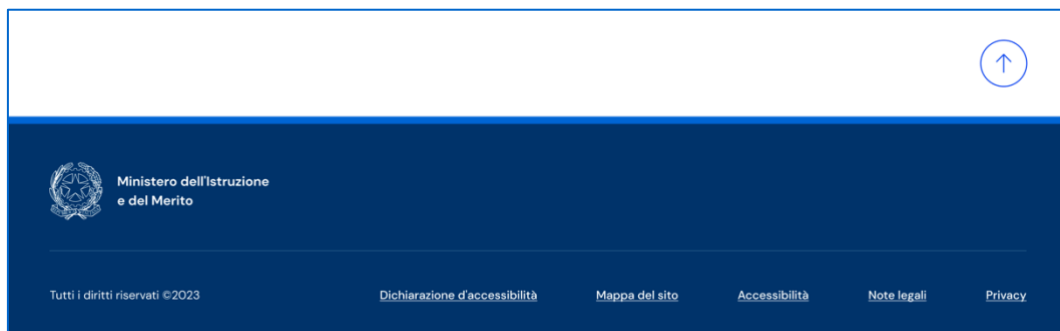 Ministero dell'Istruzione
e del Merito
Tutti i diritti riservati ©2023 Dichiarazione d'accessibilità Mappa del sito Accessibilità Note legali Privacy